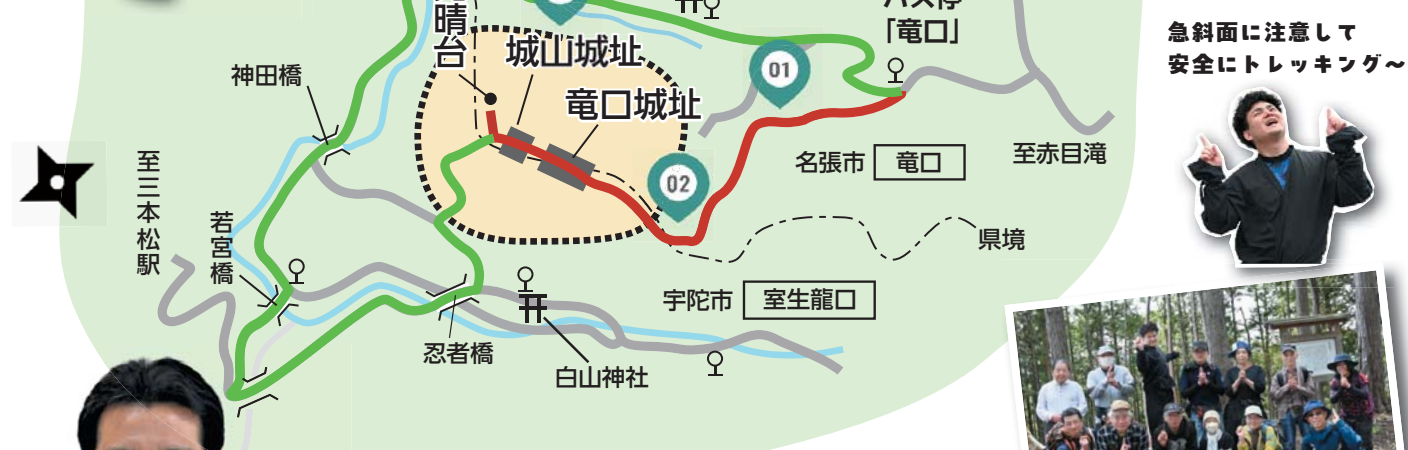 晴台
城山城址
バス停
「竜口」
急斜面に注意して
安全にトレッキング〜
神田橋
01
竜口城址
至三本松駅
02
名張市 竜口
至赤目滝
若宮橋
県境
宇陀市 室生龍口
忍者橋
白山神社